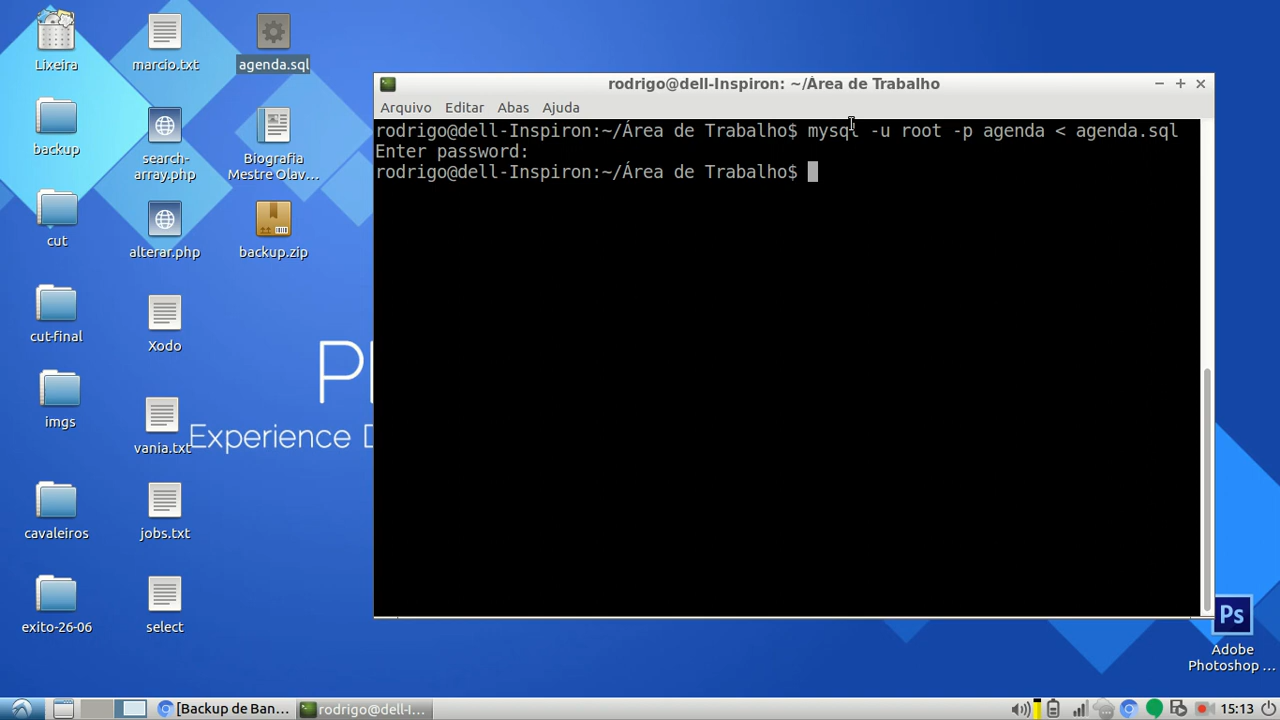 Lixeira
marcio.txt
agenda.sql
backup
search-
array.php
Biografia
Mestre Olav...
cut
alterar.php
backup.zip
cut-final
Xodo
imgs
vania.txt
cavaleiros
jobs.txt
exito-26-06
select
Experience D
rodrigo@dell-Inspiron: ~/Área de Trabalho
Arquivo Editar Abas Ajuda
rodrigo@dell-Inspiron:~/Área de Trabalho$ mysql -u root -p agenda < agenda.sql
Enter password:
rodrigo@dell-Inspiron:~/Área de Trabalho$
Ps
Adobe
Photoshop ...
[Backup de Ban...
rodrigo@dell-I...
15:13